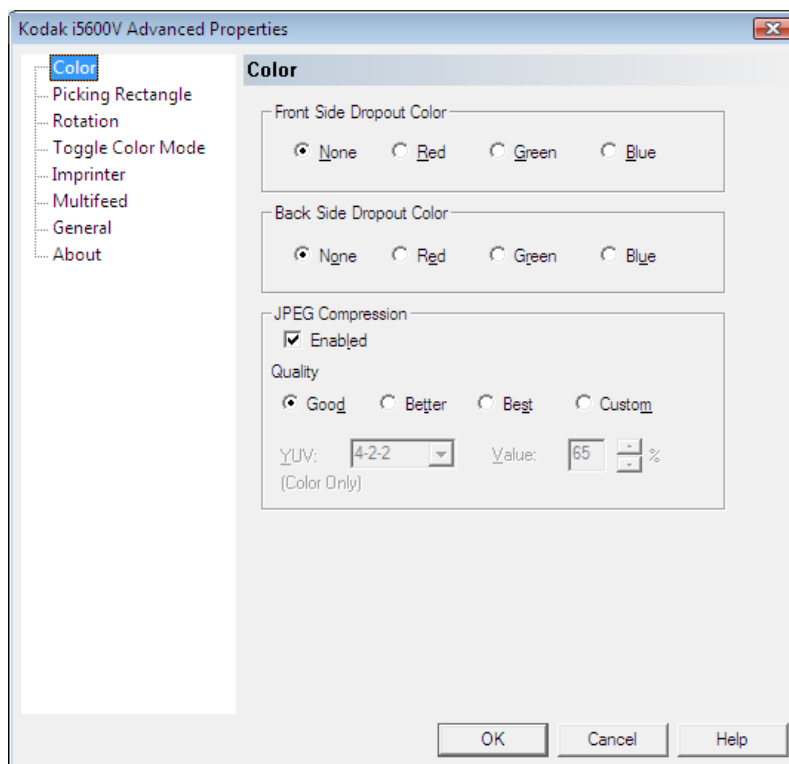 Kodak i5600V Advanced Properties
Color
Picking Rectangle
Rotation
Toggle Color Mode
Imprinter
Multifeed
General
About
Color
Front Side Dropout Color
None Red Green Blue
Back Side Dropout Color
None Red Green Blue
JPEG Compression
Enabled
Quality
Good Better Best Custom
YUV: 4-2-2 Value: 65 %
(Color Only)
OK Cancel Help